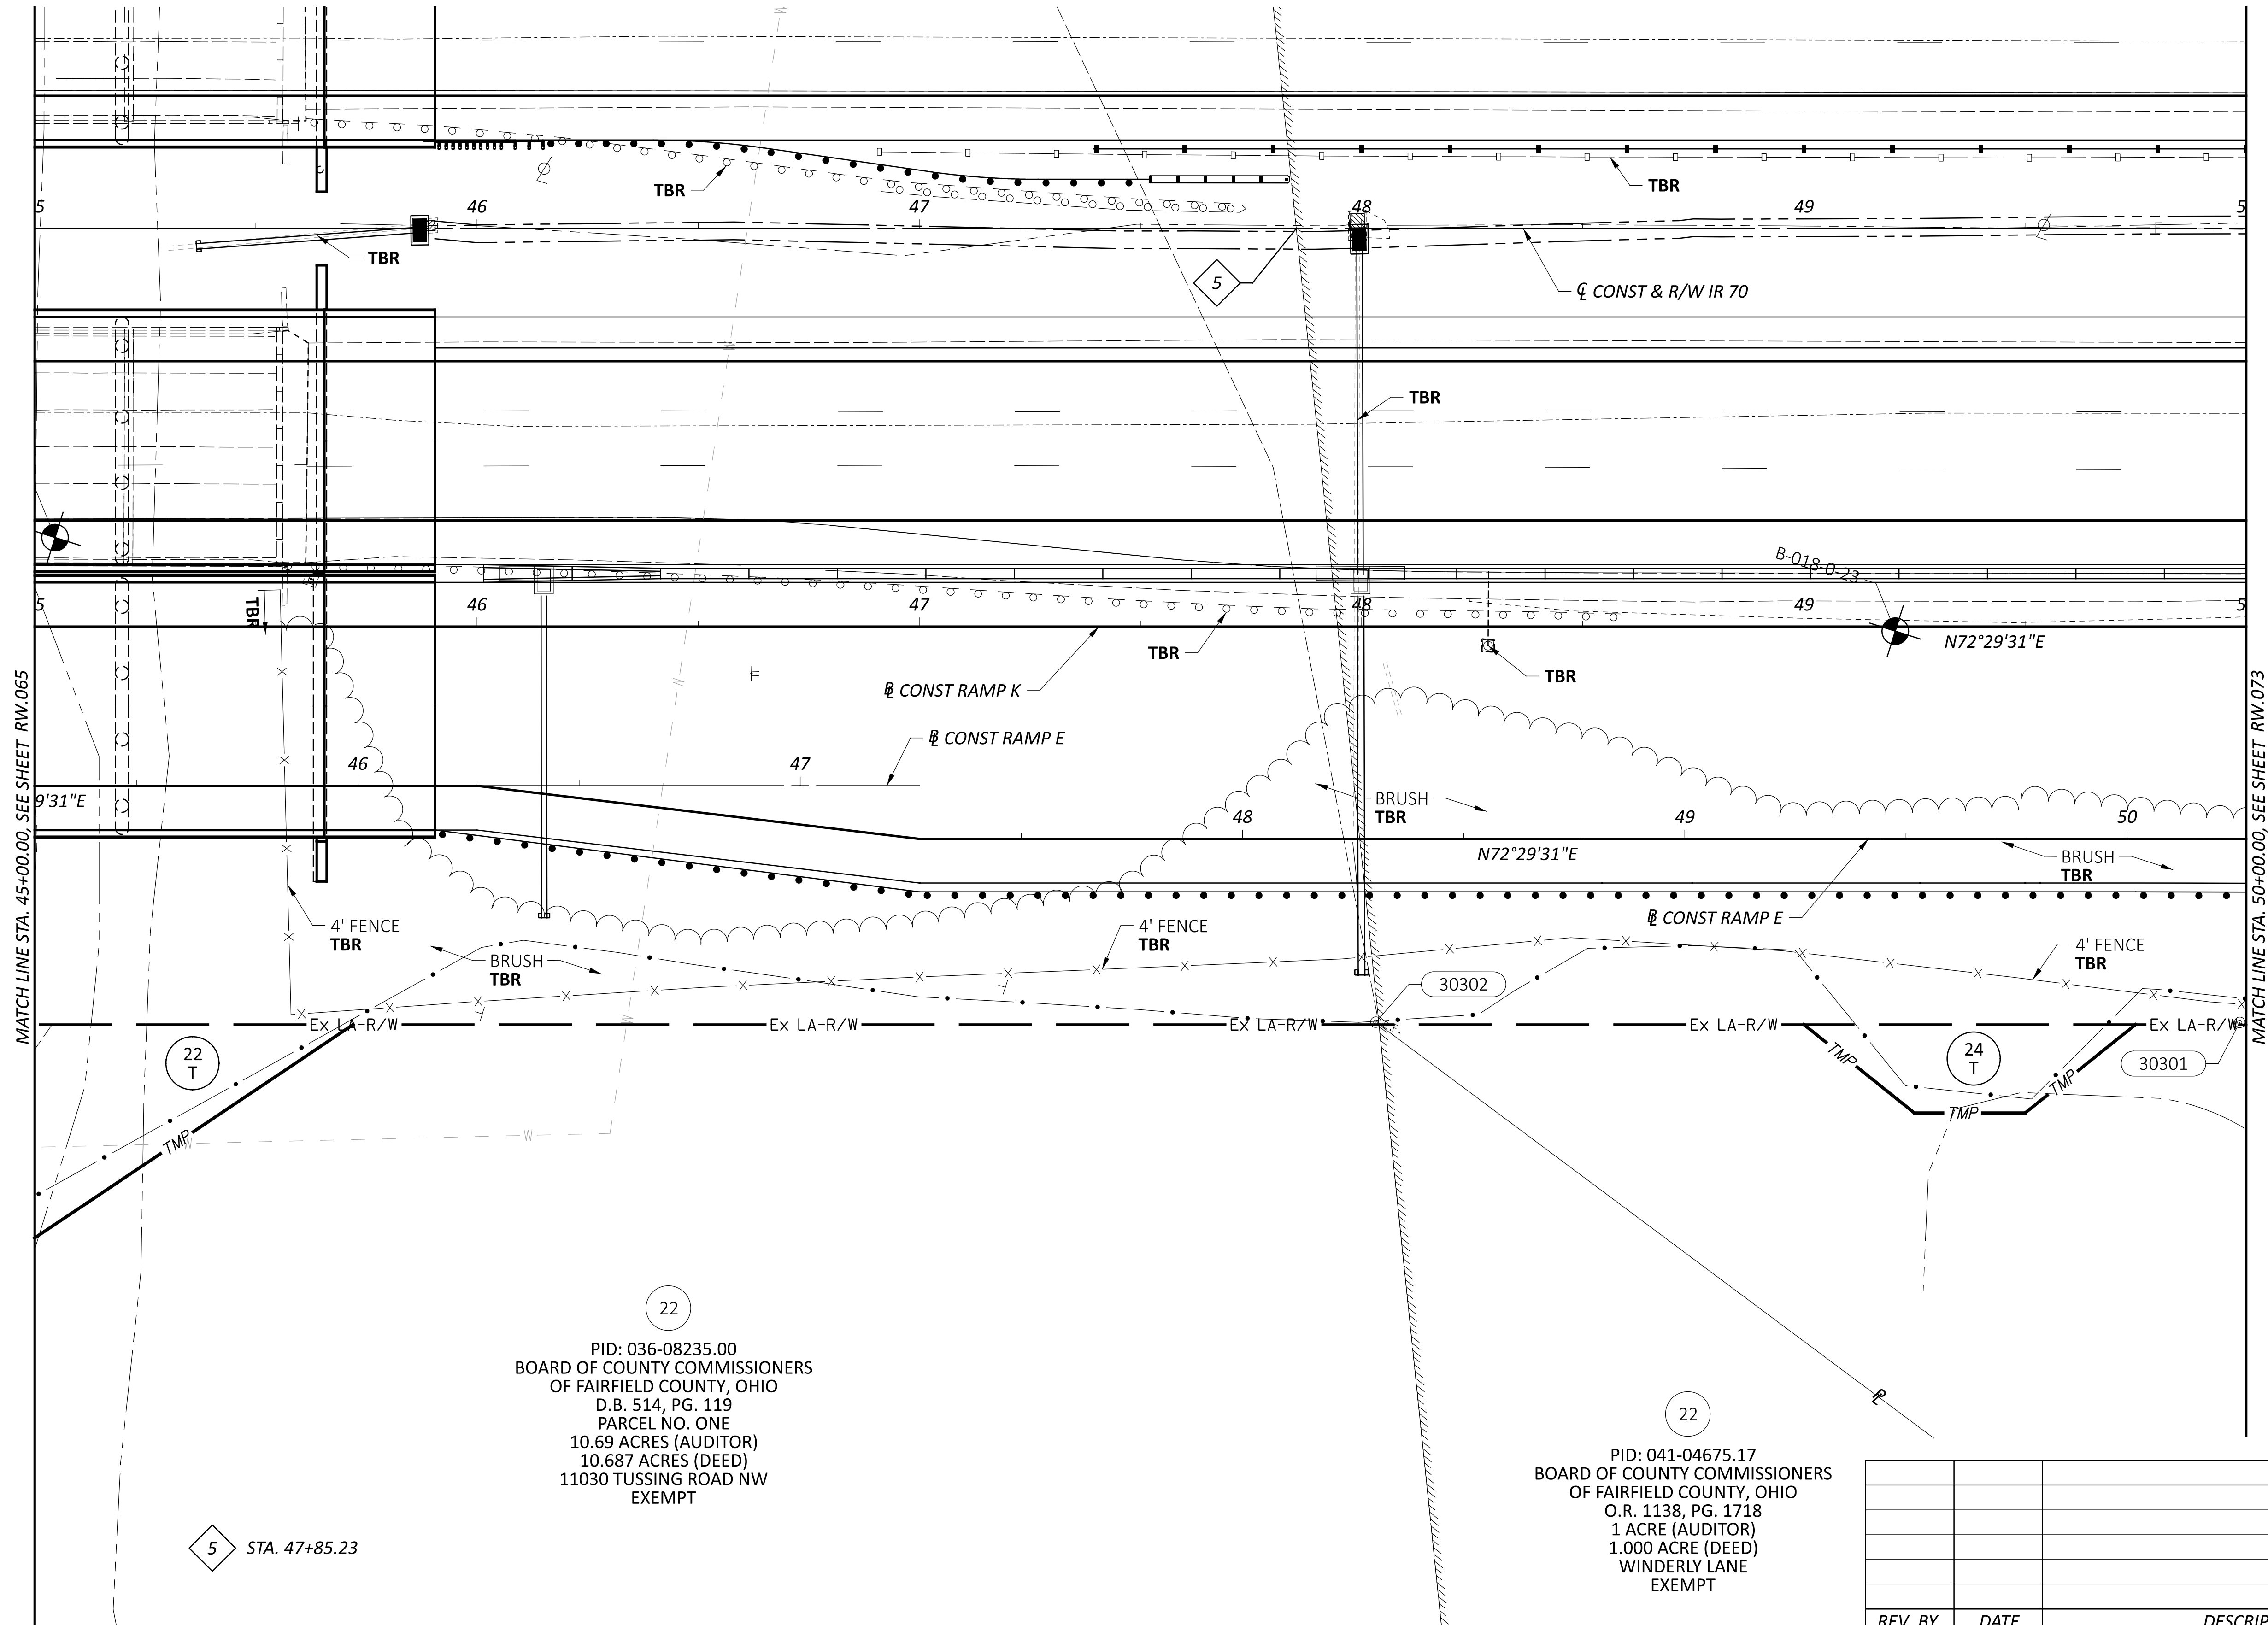 TBR
TBR
5
46
47
48
49
5
TBR
5
℄ CONST & R/W IR 70
TBR
B-018-0-23
TBR
5
46
47
48
49
N72°29'31"E
TBR
TBR
B̲L CONST RAMP K
B̲L CONST RAMP E
MATCH LINE STA. 45+00.00, SEE SHEET RW.065
MATCH LINE STA. 50+00.00, SEE SHEET RW.073
46
47
9'31"E
BRUSH
TBR
48
49
50
N72°29'31"E
BRUSH
TBR
4' FENCE
TBR
4' FENCE
TBR
B̲L CONST RAMP E
BRUSH
TBR
4' FENCE
TBR
30302
Ex LA-R/W
Ex LA-R/W
Ex LA-R/W
Ex LA-R/W
Ex LA-R/W
22
T
24
T
30301
TMP
TMP
TMP
TMP
W
W
W
W
W
W
22
PID: 036-08235.00
BOARD OF COUNTY COMMISSIONERS
OF FAIRFIELD COUNTY, OHIO
D.B. 514, PG. 119
PARCEL NO. ONE
10.69 ACRES (AUDITOR)
10.687 ACRES (DEED)
11030 TUSSING ROAD NW
EXEMPT
PL
22
PID: 041-04675.17
BOARD OF COUNTY COMMISSIONERS
OF FAIRFIELD COUNTY, OHIO
O.R. 1138, PG. 1718
1 ACRE (AUDITOR)
1.000 ACRE (DEED)
WINDERLY LANE
EXEMPT
5 STA. 47+85.23
REV. BY DATE DESCRIP